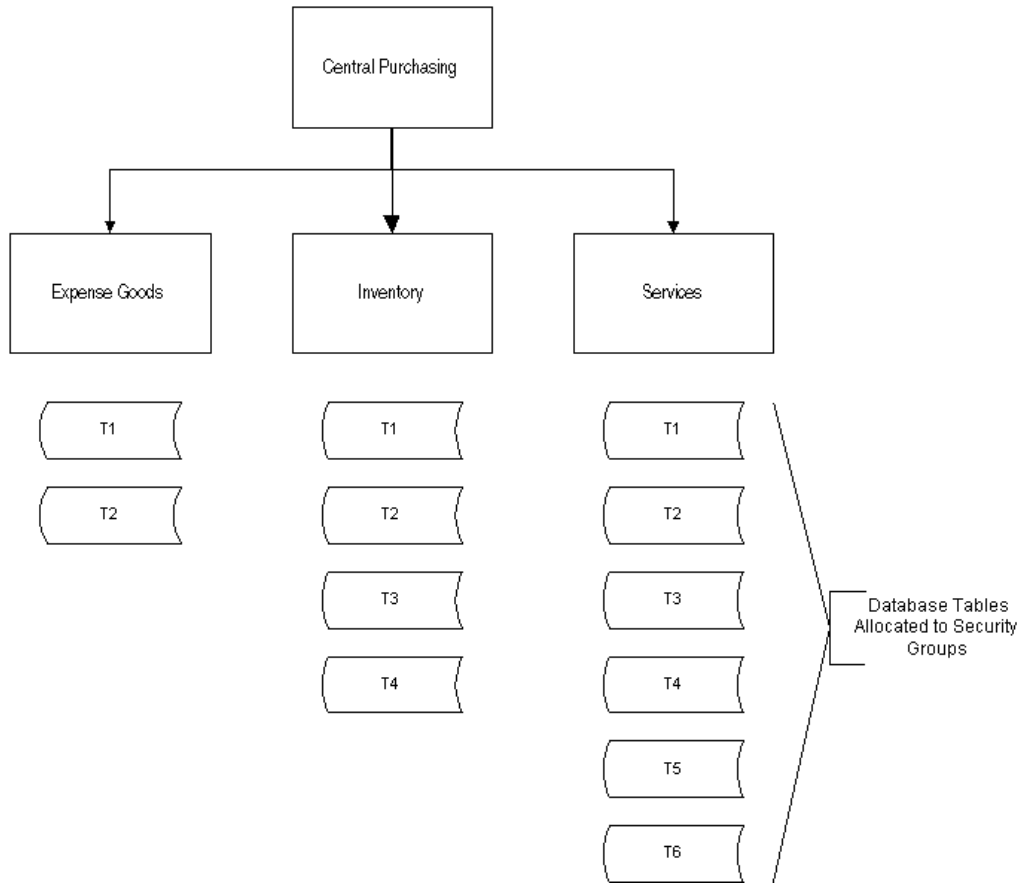 Central Purchasing
Expense Goods
Inventory
Services
T1
T1
T1
T2
T2
T2
T3
T3
T4
T4
T5
T6
Database Tables
Allocated to Security
Groups